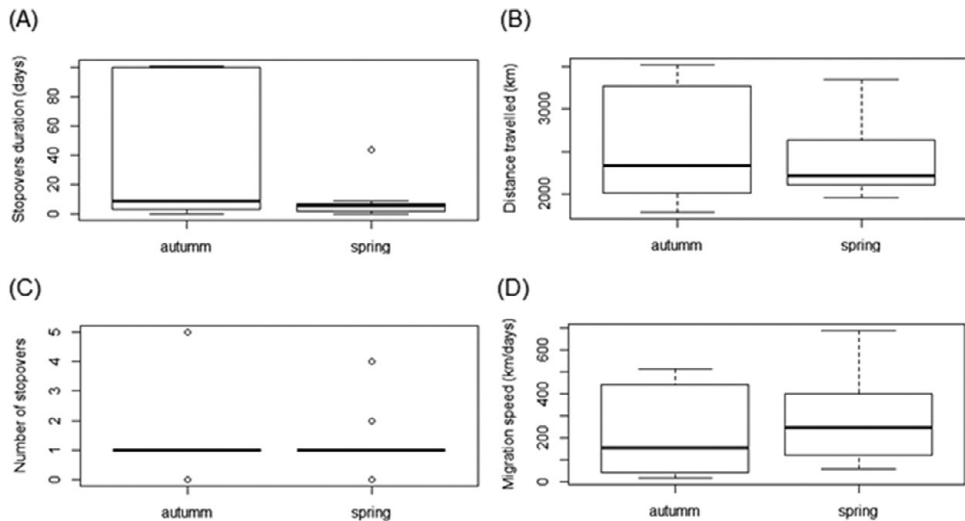 (A)
Stopovers duration (days)
0
20
40
60
80
autumm
spring
(B)
Distance travelled (km)
2000
3000
autumm
spring
(C)
Number of stopovers
0
1
2
3
4
5
autumm
spring
(D)
Migration speed (km/days)
0
200
400
600
autumm
spring